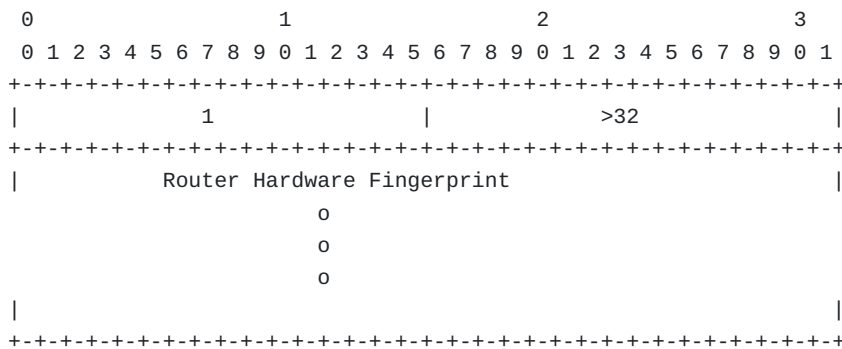 0                   1                   2                   3
 0 1 2 3 4 5 6 7 8 9 0 1 2 3 4 5 6 7 8 9 0 1 2 3 4 5 6 7 8 9 0 1
+-+-+-+-+-+-+-+-+-+-+-+-+-+-+-+-+-+-+-+-+-+-+-+-+-+-+-+-+-+-+-+-+
|              1                |             >32               |
+-+-+-+-+-+-+-+-+-+-+-+-+-+-+-+-+-+-+-+-+-+-+-+-+-+-+-+-+-+-+-+-+
|           Router Hardware Fingerprint                         |
                        o
                        o
                        o
|                                                               |
+-+-+-+-+-+-+-+-+-+-+-+-+-+-+-+-+-+-+-+-+-+-+-+-+-+-+-+-+-+-+-+-+